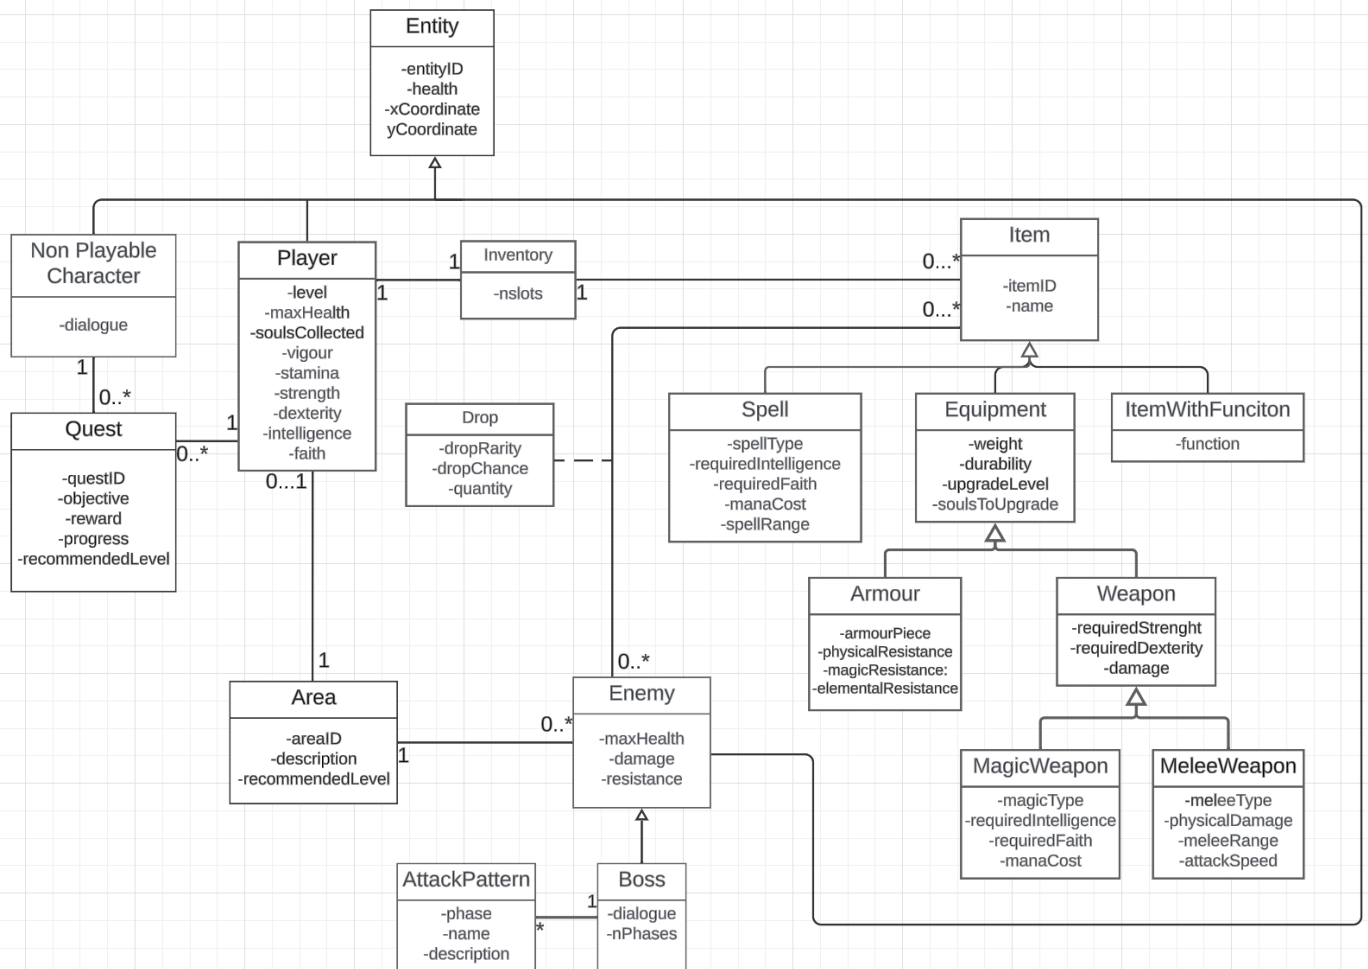 Entity
-entityID
-health
-xCoordinate
yCoordinate
Non Playable
Character
-dialogue
1
0..*
Quest
-questID
-objective
-reward
-progress
-recommendedLevel
1
0..*
Player
-level
-maxHealth
-soulsCollected
-vigour
-stamina
-strength
-dexterity
-intelligence
-faith
1
1
Inventory
-nslots
1
0...*
0...*
Item
-itemID
-name
Drop
-dropRarity
-dropChance
-quantity
Spell
-spellType
-requiredIntelligence
-requiredFaith
-manaCost
-spellRange
Equipment
-weight
-durability
-upgradeLevel
-soulsToUpgrade
ItemWithFunciton
-function
0...1
1
Area
-areaID
-description
-recommendedLevel
1
0..*
0..*
Enemy
-maxHealth
-damage
-resistance
Armour
-armourPiece
-physicalResistance
-magicResistance:
-elementalResistance
Weapon
-requiredStrenght
-requiredDexterity
-damage
MagicWeapon
-magicType
-requiredIntelligence
-requiredFaith
-manaCost
MeleeWeapon
-meleeType
-physicalDamage
-meleeRange
-attackSpeed
AttackPattern
-phase
-name
-description
*
1
Boss
-dialogue
-nPhases